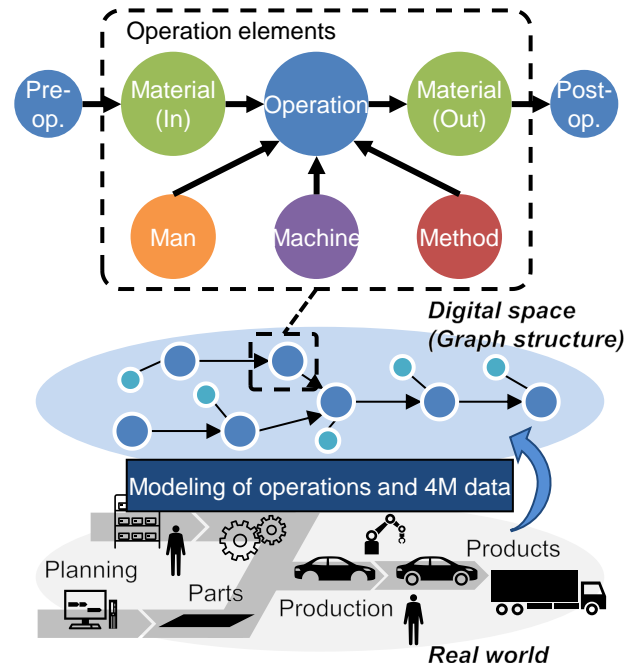 Operation elements
Pre-
op.
Material
(In)
Operation
Material
(Out)
Post-
op.
Man
Machine
Method
Digital space
(Graph structure)
Modeling of operations and 4M data
Planning
Parts
Production
Products
Real world